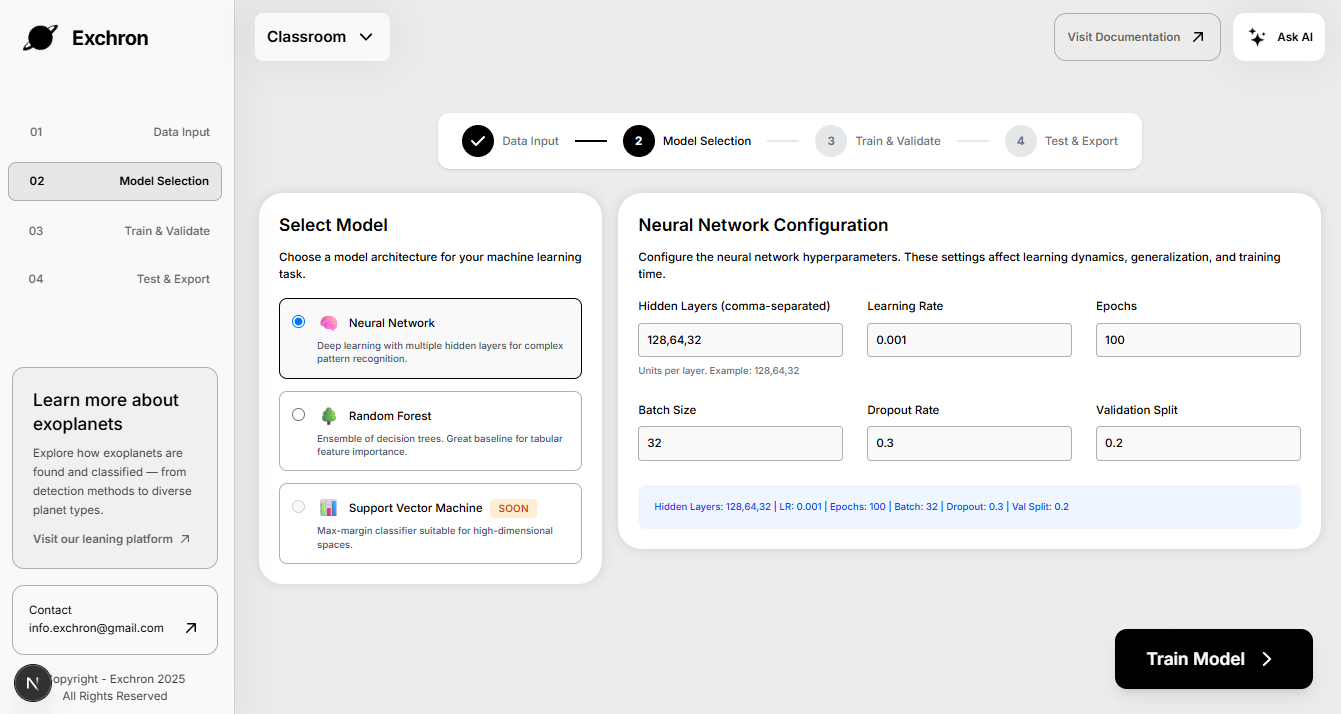 Exchron
Classroom
Visit Documentation
Ask AI
01 Data Input
02 Model Selection
03 Train & Validate
04 Test & Export
Learn more about
exoplanets
Explore how exoplanets are
found and classified — from
detection methods to diverse
planet types.
Visit our leaning platform
Contact
info.exchron@gmail.com
N
opyright - Exchron 2025
All Rights Reserved
Data Input
2 Model Selection
3 Train & Validate
4 Test & Export
Select Model
Choose a model architecture for your machine learning
task.
Neural Network
Deep learning with multiple hidden layers for complex
pattern recognition.
Random Forest
Ensemble of decision trees. Great baseline for tabular
feature importance.
Support Vector Machine SOON
Max-margin classifier suitable for high-dimensional
spaces.
Neural Network Configuration
Configure the neural network hyperparameters. These settings affect learning dynamics, generalization, and training
time.
Hidden Layers (comma-separated) Learning Rate Epochs
128,64,32 0.001 100
Units per layer. Example: 128,64,32
Batch Size Dropout Rate Validation Split
32 0.3 0.2
Hidden Layers: 128,64,32 | LR: 0.001 | Epochs: 100 | Batch: 32 | Dropout: 0.3 | Val Split: 0.2
Train Model